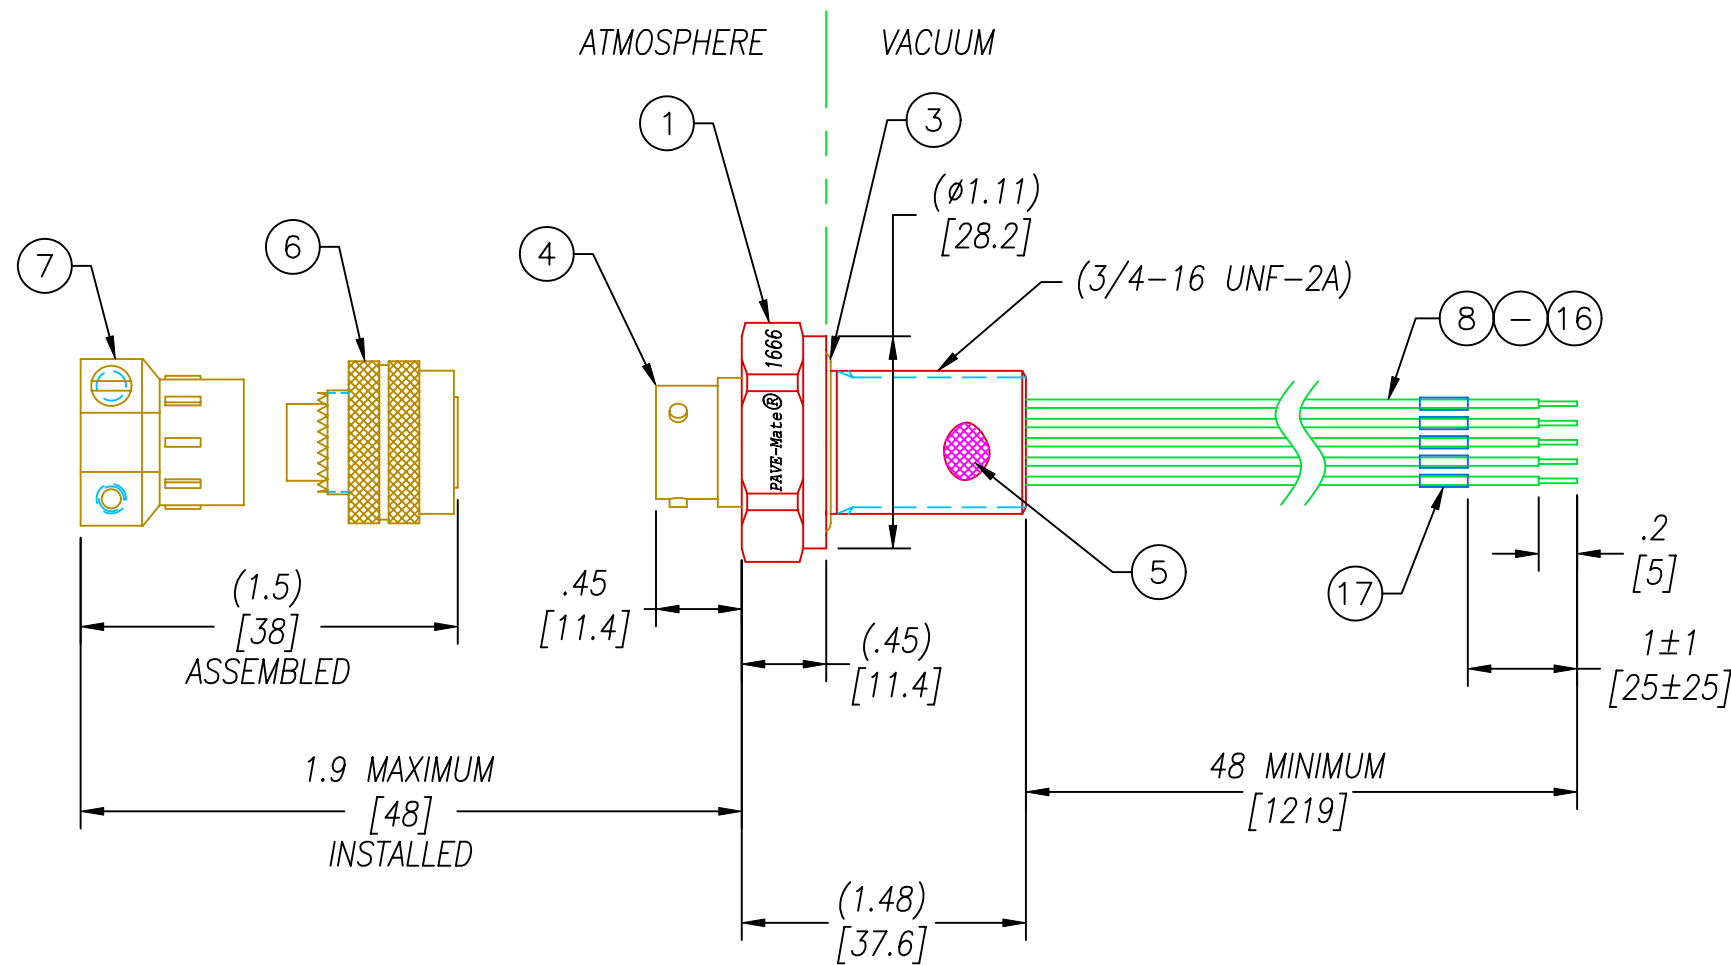 ATMOSPHERE
VACUUM
1
3
(ø1.11)
[28.2]
7
6
4
(3/4-16 UNF-2A)
8 - 16
1666
PAVE-Mate®
5
17
.2
[5]
(1.5)
[38]
ASSEMBLED
.45
[11.4]
(.45)
[11.4]
1±1
[25±25]
1.9 MAXIMUM
[48]
INSTALLED
48 MINIMUM
[1219]
(1.48)
[37.6]